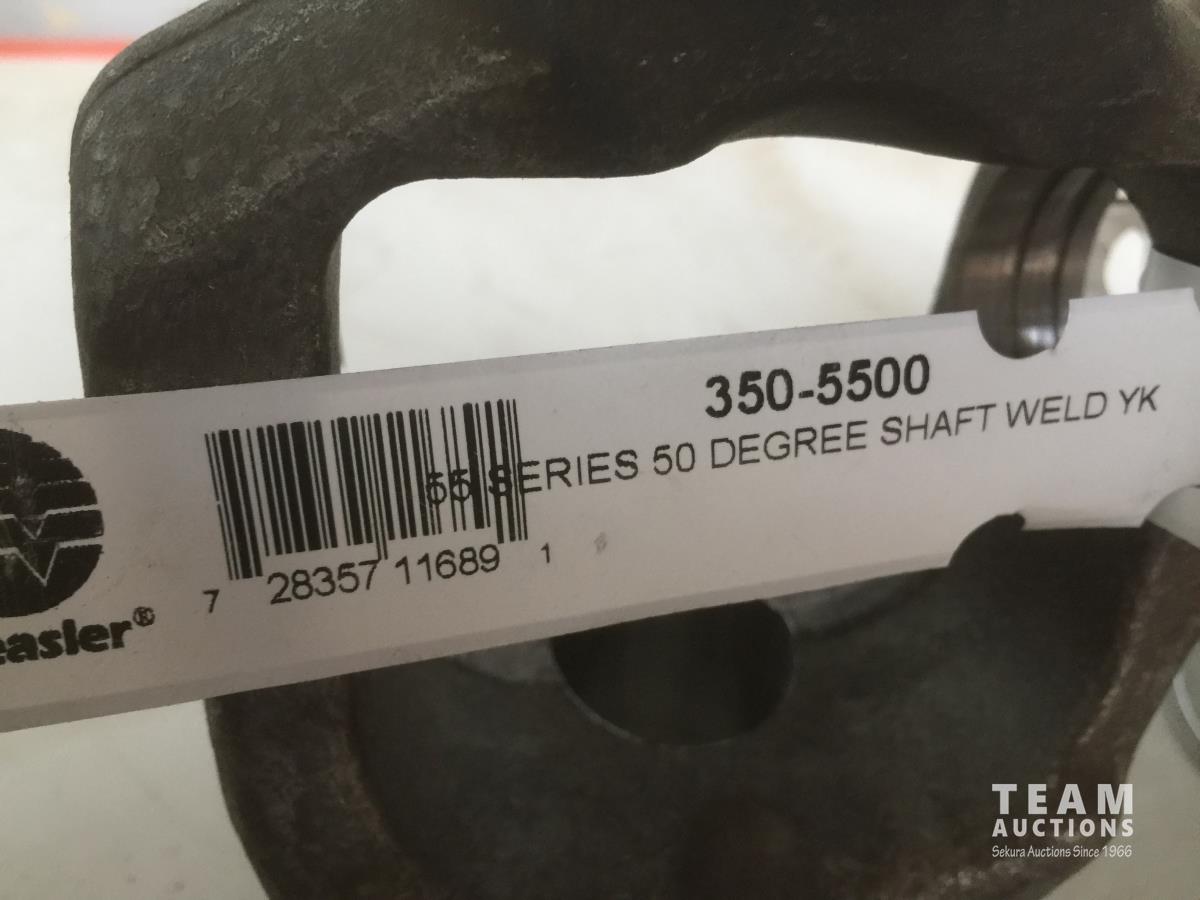 350-5500
55 SERIES 50 DEGREE SHAFT WELD YK
7 28357 11689 1
easler®
TEAM
AUCTIONS
Sekura Auctions Since 1966